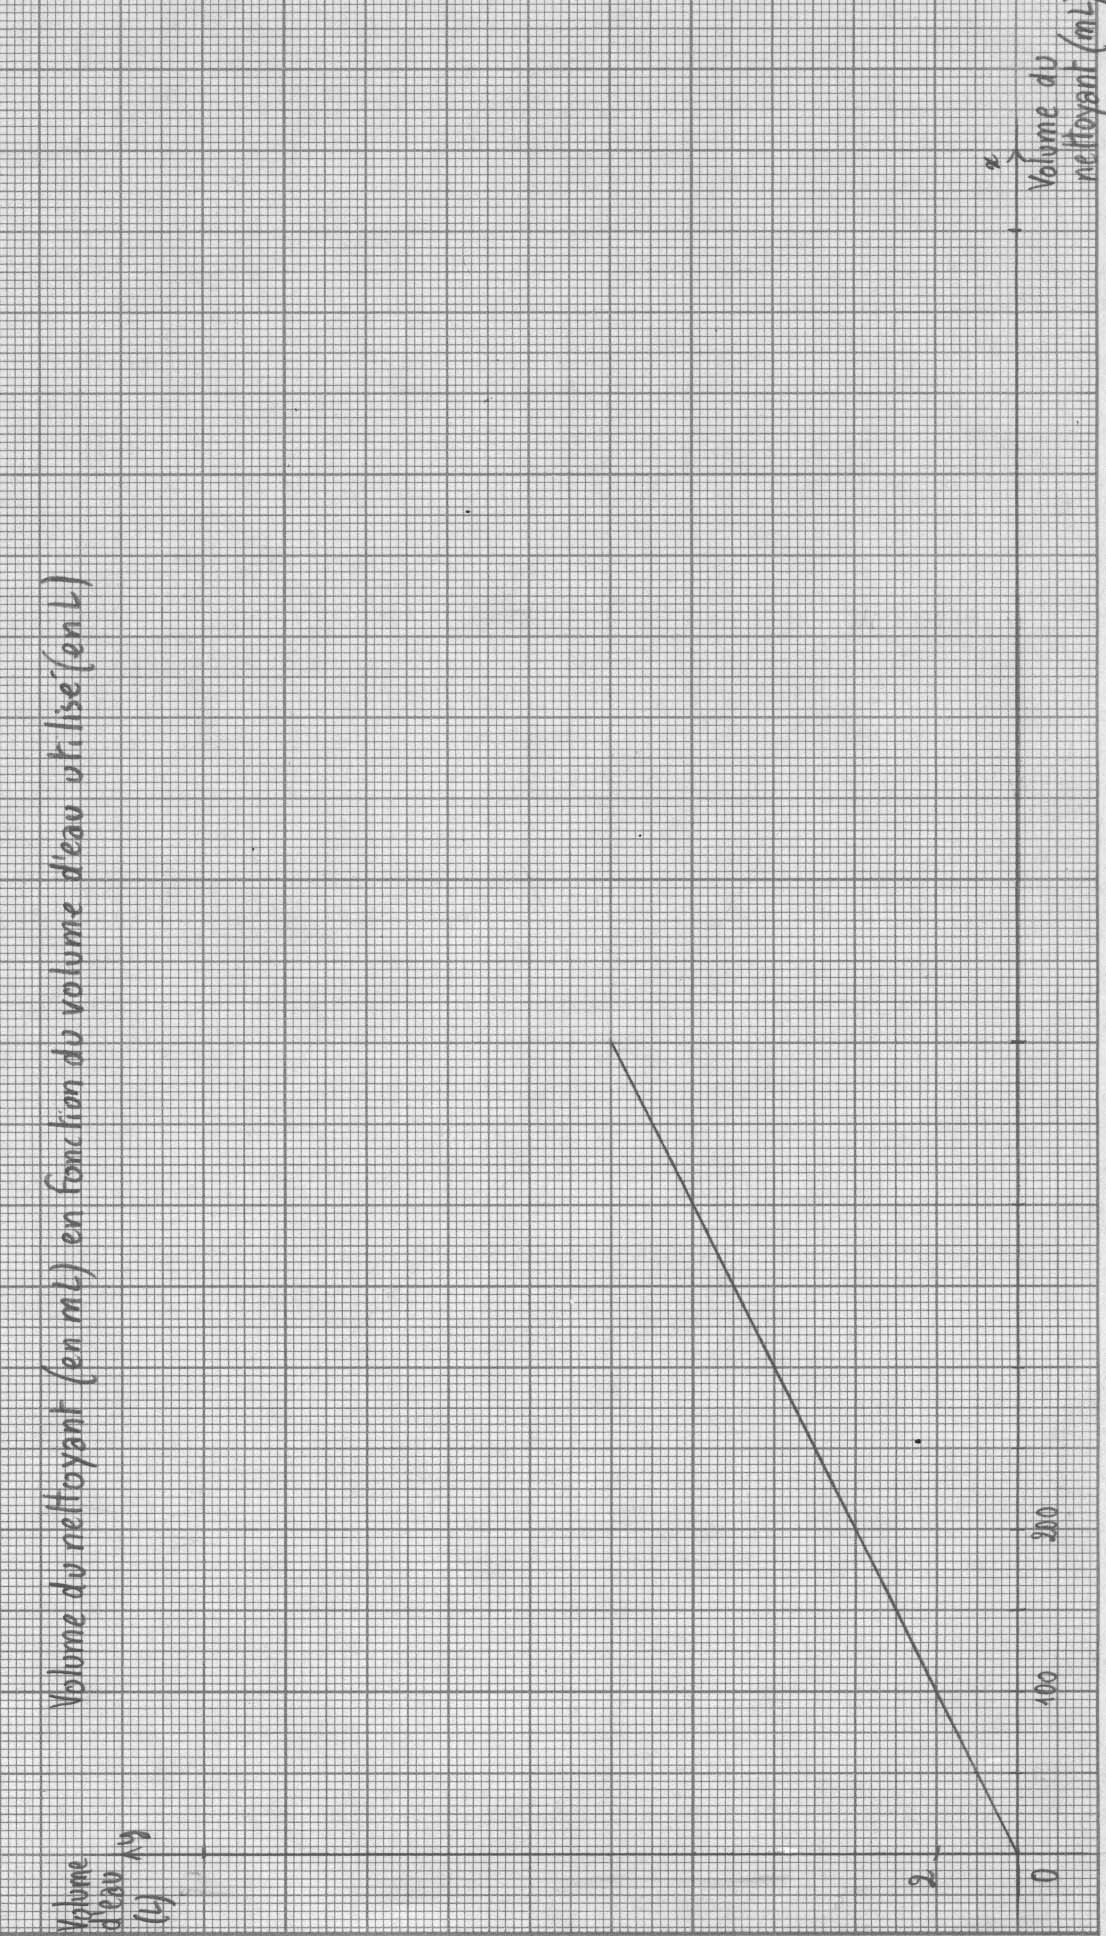 Volume du nettoyant (en mL) en fonction du volume d'eau utilisé (en L)
Volume
d'eau
(L)
y
2
0
100
200
x
Volume du
nettoyant (mL)